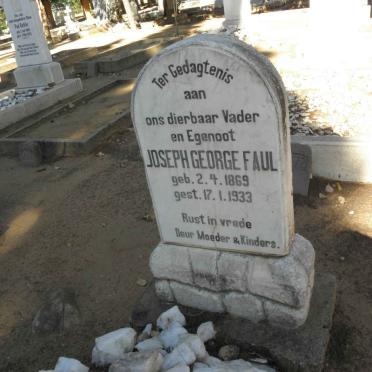 Ter Gedagtenis
aan
ons dierbaar Vader
en Egenoot
JOSEPH GEORGE FAUL
geb. 2. 4. 1869
gest. 17. 1. 1933
Rust in vrede
Deur Moeder & Kinders.